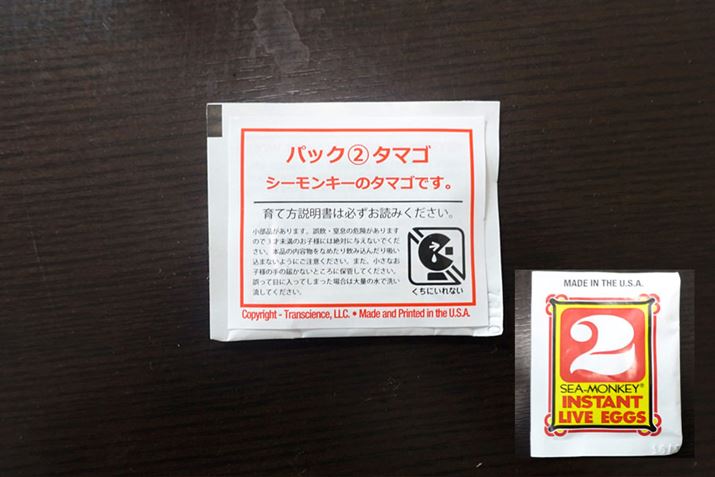 パック②タマゴ
シーモンキーのタマゴです。
育て方説明書は必ずお読みください。
小部品があります。誤飲・窒息の危険があります
ので3才未満のお子様には絶対に与えないでくだ
さい。本品の内容物をなめたり飲み込んだり吸い
込まないようにご注意ください。また、小さなお
子様の手の届かないところに保管してください。
誤って目に入ってしまった場合は大量の水で洗い
流してください。
くちにいれない
Copyright - Transcience, LLC. • Made and Printed in the U.S.A.
MADE IN THE U.S.A.
2
SEA-MONKEY®
INSTANT
LIVE EGGS